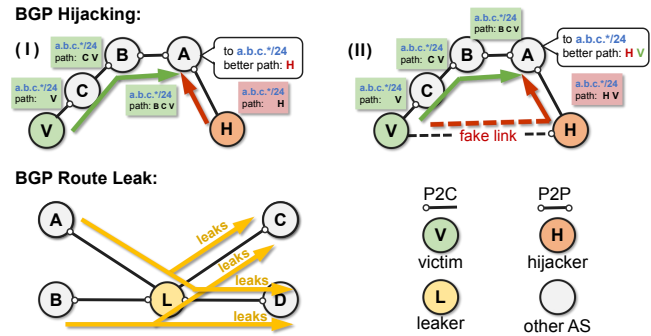 BGP Hijacking:
(I)
a.b.c.*/24
path: C V
B
A
to a.b.c.*/24
better path: H
a.b.c.*/24
path: V
C
a.b.c.*/24
path: B C V
a.b.c.*/24
path: H
V
H
(II)
a.b.c.*/24
path: B C V
a.b.c.*/24
path: C V
B
A
to a.b.c.*/24
better path: H V
a.b.c.*/24
path: V
C
a.b.c.*/24
path: H V
V
fake link
H
BGP Route Leak:
A
leaks
C
leaks
B
L
leaks
D
leaks
P2C
P2P
V
H
victim
hijacker
L
leaker
other AS